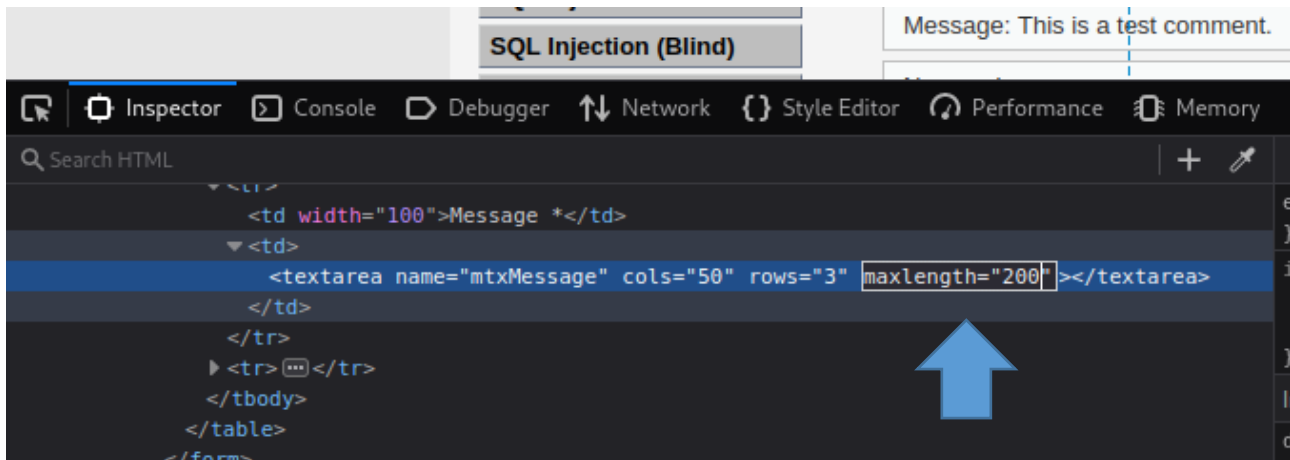 SQL Injection (Blind)
Message: This is a test comment.
Inspector Console Debugger Network Style Editor Performance Memory
Search HTML
<td width="100">Message *</td>
<td>
<textarea name="mtxMessage" cols="50" rows="3" maxlength="200"></textarea>
</td>
</tr>
<tr></tr>
</tbody>
</table>
</form>